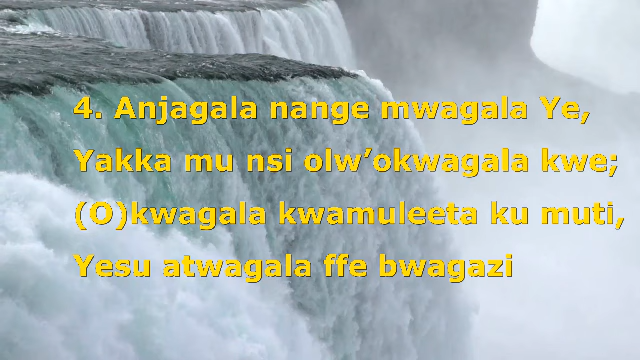 4. Anjagala nange mwagala Ye,
Yakka mu nsi olw’okwagala kwe;
(O)kwagala kwamuleeta ku muti,
Yesu atwagala ffe bwagazi